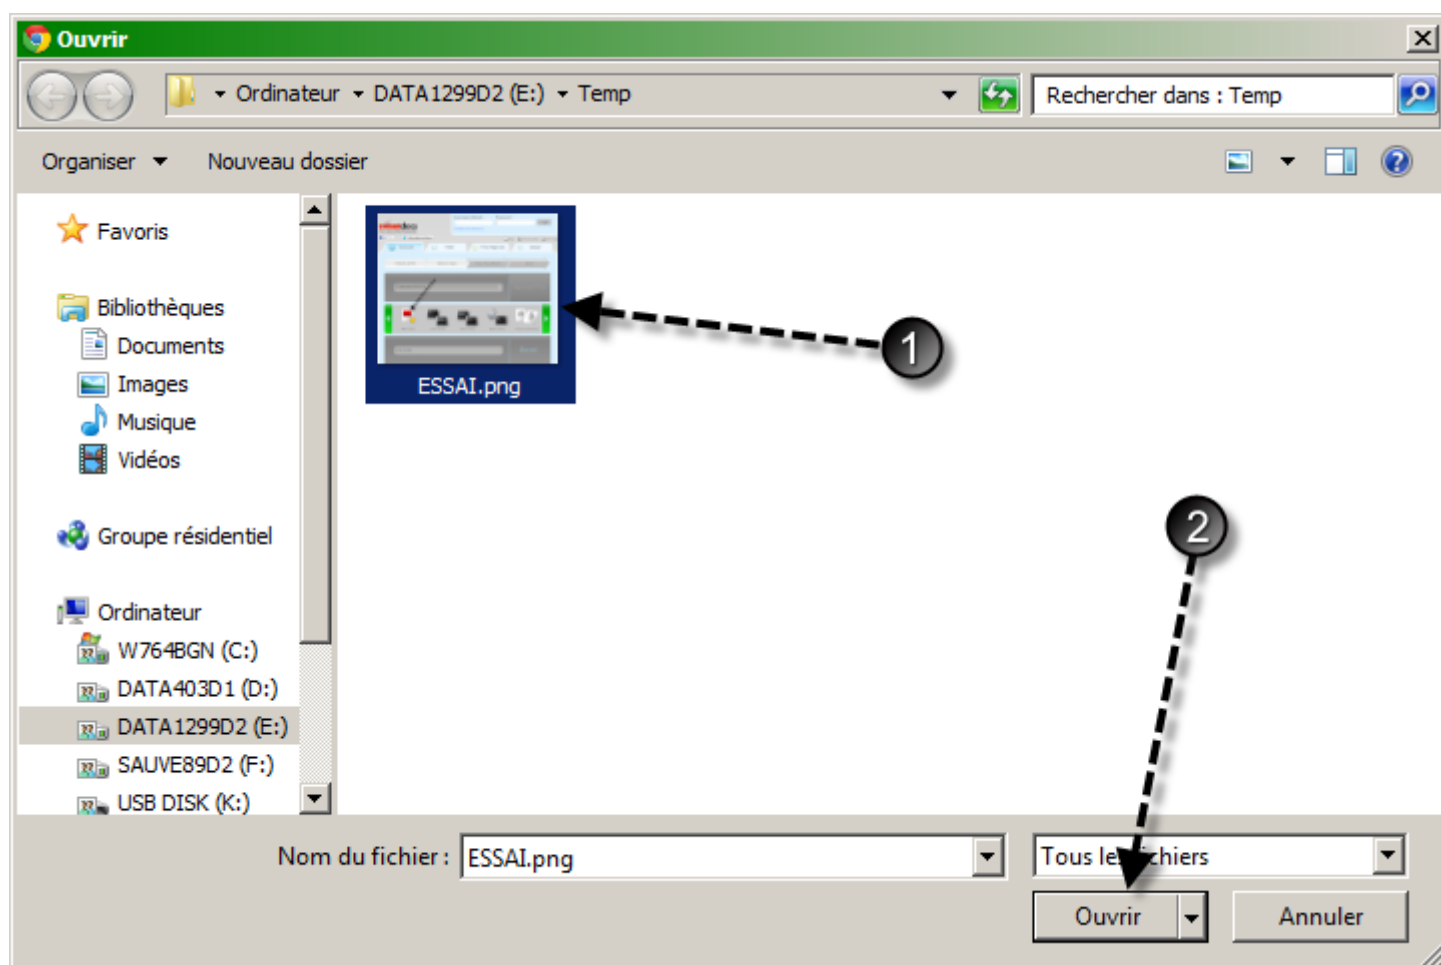 Ouvrir
Ordinateur DATA1299D2 (E:) Temp
Rechercher dans : Temp
Organiser Nouveau dossier
Favoris
Bibliothèques
Documents
Images
Musique
Vidéos
Groupe résidentiel
Ordinateur
W764BGN (C:)
DATA403D1 (D:)
DATA1299D2 (E:)
SAUVE89D2 (F:)
USB DISK (K:)
ESSAI.png
1
2
Nom du fichier : ESSAI.png
Tous les fichiers
Ouvrir Annuler